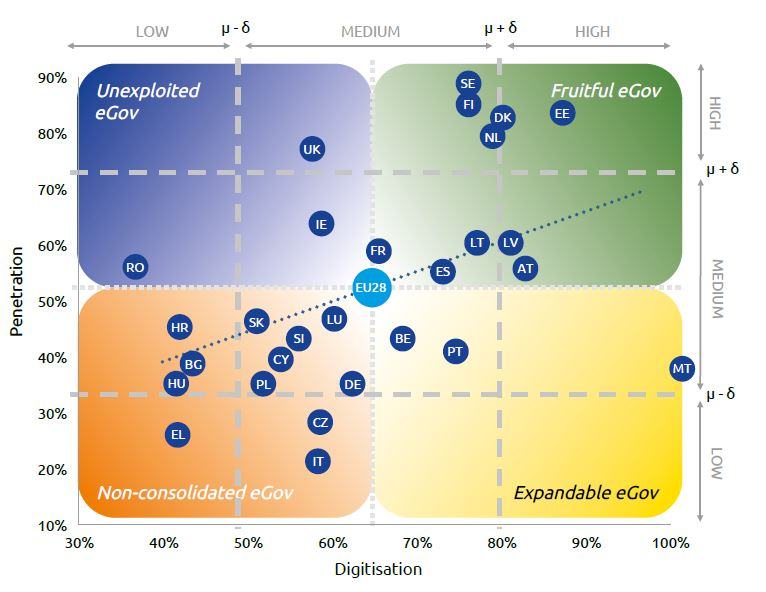 LOW
μ - δ
MEDIUM
μ + δ
HIGH
90%
80%
70%
60%
50%
40%
30%
20%
10%
Penetration
Unexploited
eGov
Fruitful eGov
SE
FI
DK
EE
NL
UK
IE
FR
LT
LV
RO
ES
AT
EU28
HR
SK
LU
SI
BE
CY
PT
BG
HU
PL
DE
MT
CZ
EL
IT
Non-consolidated eGov
Expandable eGov
HIGH
μ + δ
MEDIUM
μ - δ
LOW
30%
40%
50%
60%
70%
80%
90%
100%
Digitisation